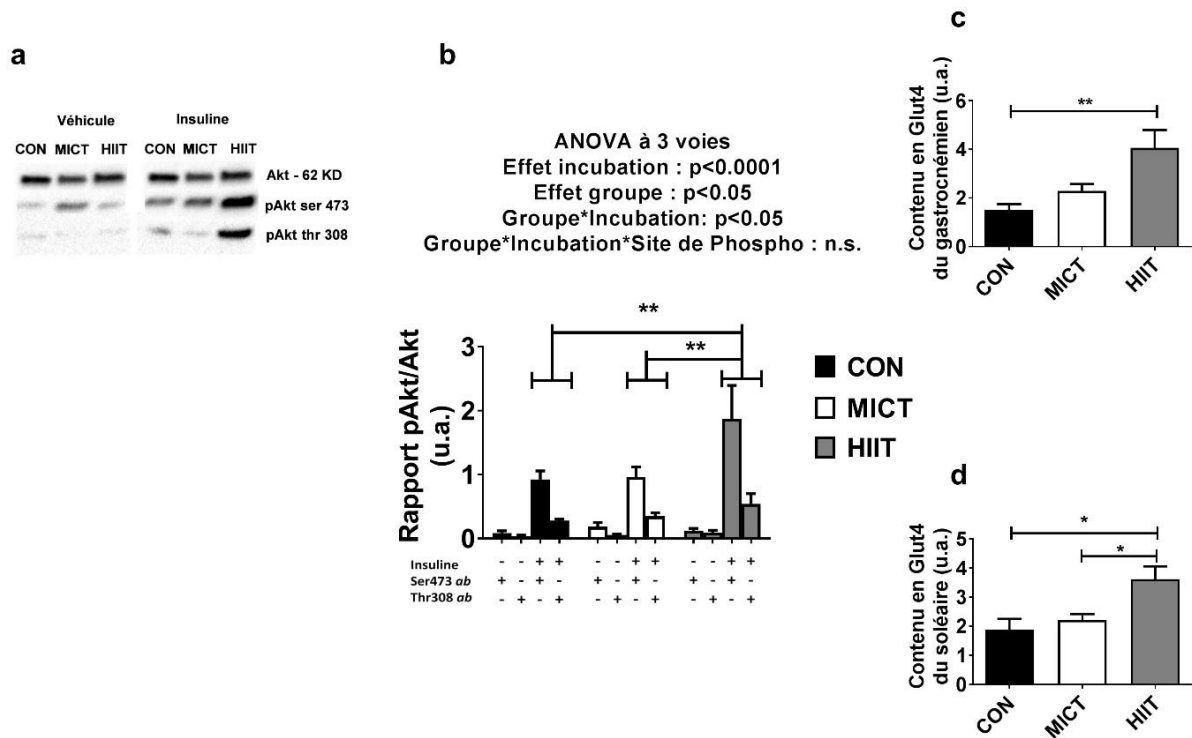 a
Véhicule Insuline
CON MICT HIIT CON MICT HIIT
Akt - 62 KD
pAkt ser 473
pAkt thr 308
b
ANOVA à 3 voies
Effet incubation : p<0.0001
Effet groupe : p<0.05
Groupe*Incubation: p<0.05
Groupe*Incubation*Site de Phospho : n.s.
Rapport pAkt/Akt
(u.a.)
3
2
1
0
**
**
Insuline - - + + - - + + - - + +
Ser473 ab + - + - + - + - + - + -
Thr308 ab - + - + - + - + - + - +
CON
MICT
HIIT
c
Contenu en Glut4
du gastrocnémien (u.a.)
6
4
2
0
**
CON MICT HIIT
d
Contenu en Glut4
du soléaire (u.a.)
5
4
3
2
1
0
*
*
CON MICT HIIT